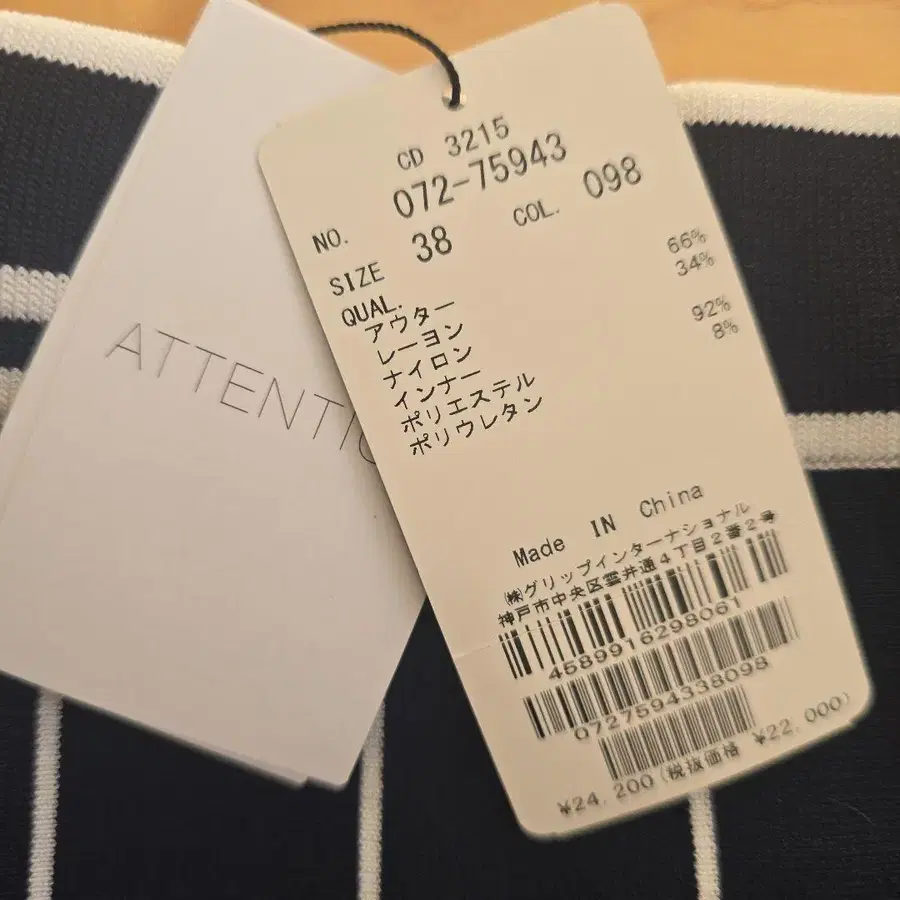 ATTENTIO
CD 3215
NO. 072-75943
SIZE 38 COL. 098
QUAL.
アウター
レーヨン 66%
ナイロン 34%
インナー
ポリエステル 92%
ポリウレタン 8%
Made IN China
㈱グリップインターナショナル
神戸市中央区雲井通4丁目2番2号
4589916298061
0727594338098
¥24,200(税抜価格 ¥22,000)